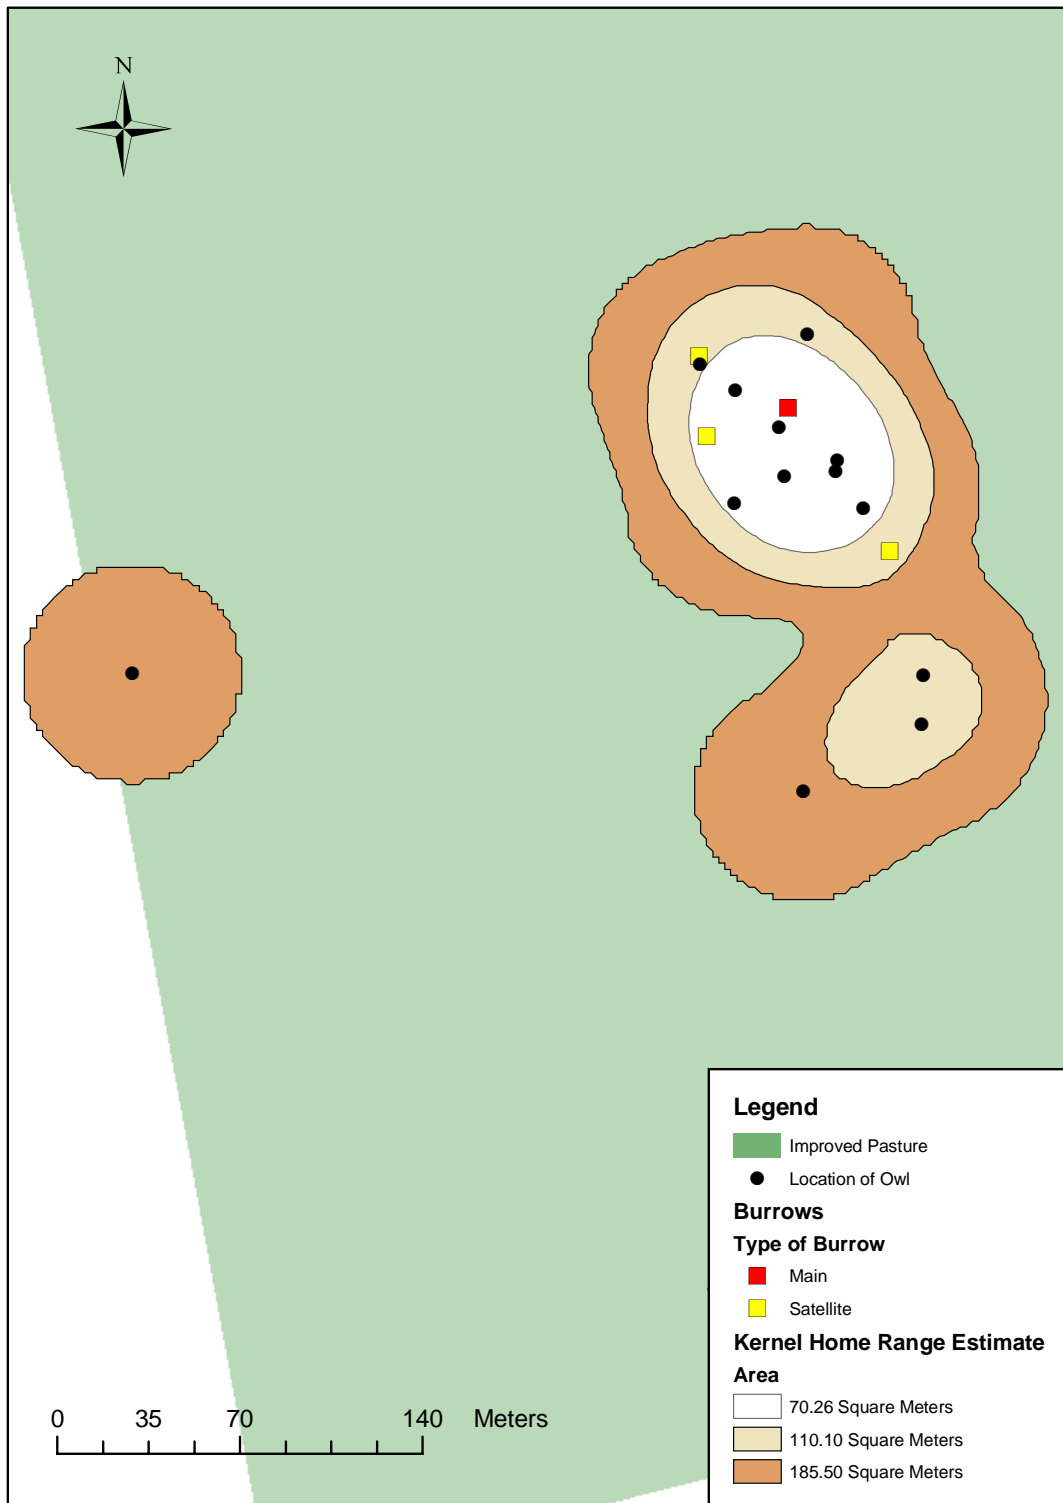 N
Legend
Improved Pasture
Location of Owl
Burrows
Type of Burrow
Main
Satellite
Kernel Home Range Estimate
Area
70.26 Square Meters
110.10 Square Meters
185.50 Square Meters
0 35 70 140 Meters